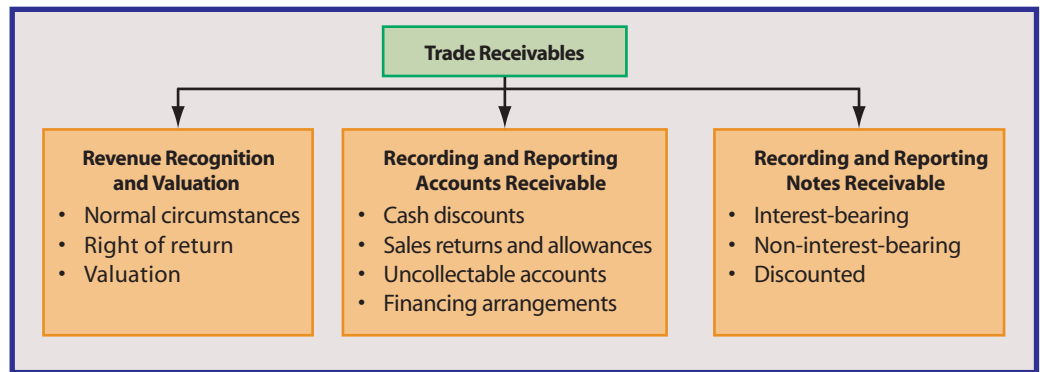 Trade Receivables
Revenue Recognition
and Valuation
• Normal circumstances
• Right of return
• Valuation
Recording and Reporting
Accounts Receivable
• Cash discounts
• Sales returns and allowances
• Uncollectable accounts
• Financing arrangements
Recording and Reporting
Notes Receivable
• Interest-bearing
• Non-interest-bearing
• Discounted